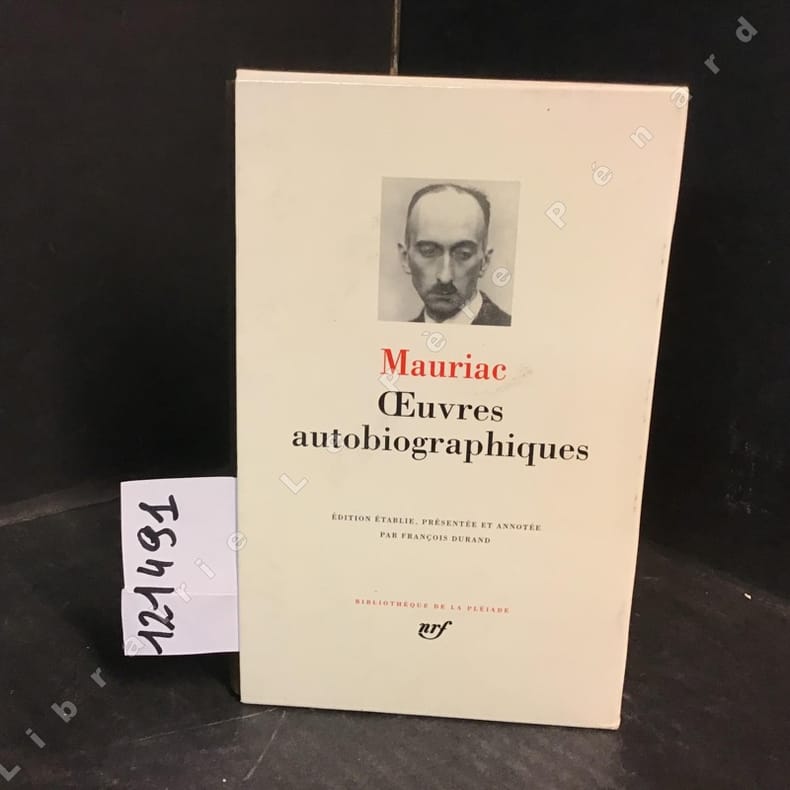 Mauriac
Œuvres
autobiographiques
ÉDITION ÉTABLIE, PRÉSENTÉE ET ANNOTÉE
PAR FRANÇOIS DURAND
BIBLIOTHÈQUE DE LA PLÉIADE
nrf
121491
Librairie Le Père Pénard